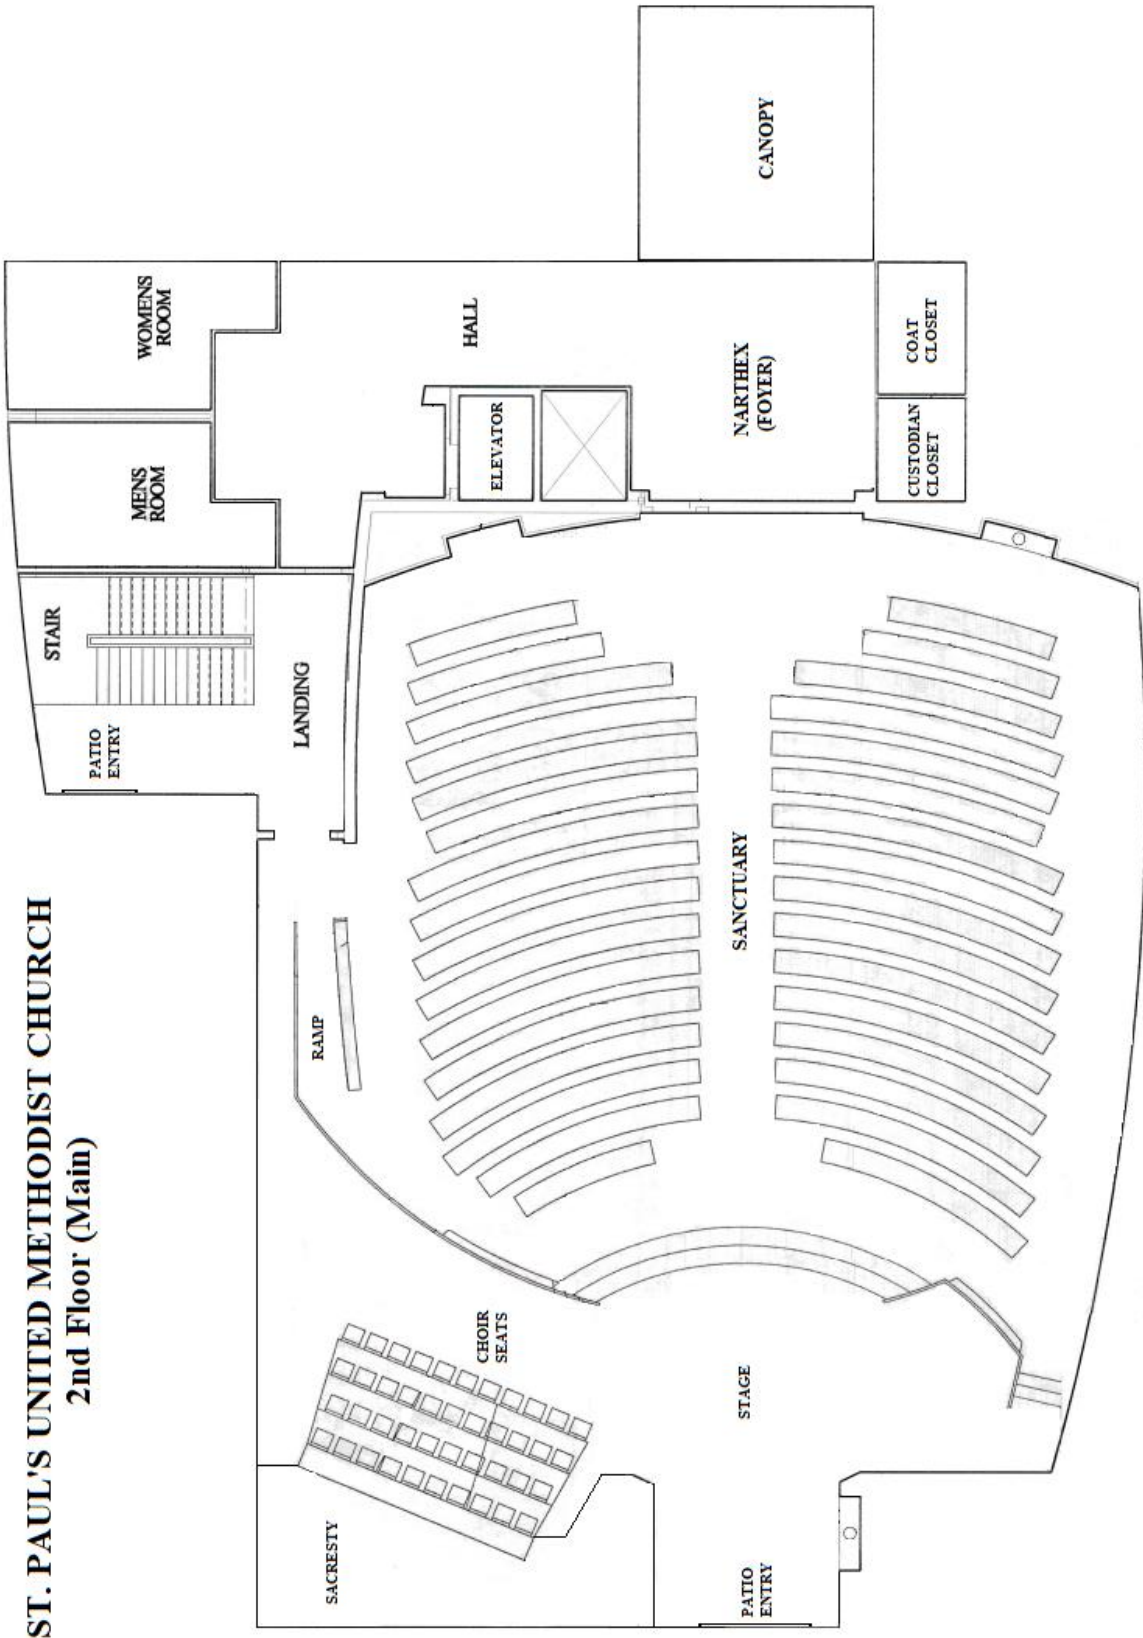 ST. PAUL'S UNITED METHODIST CHURCH
2nd Floor (Main)
PATIO
ENTRY
STAIR
MENS
ROOM
WOMENS
ROOM
LANDING
HALL
ELEVATOR
CANOPY
NARTHEX
(FOYER)
CUSTODIAN
CLOSET
COAT
CLOSET
RAMP
SANCTUARY
CHOIR
SEATS
STAGE
SACRESTY
PATIO
ENTRY